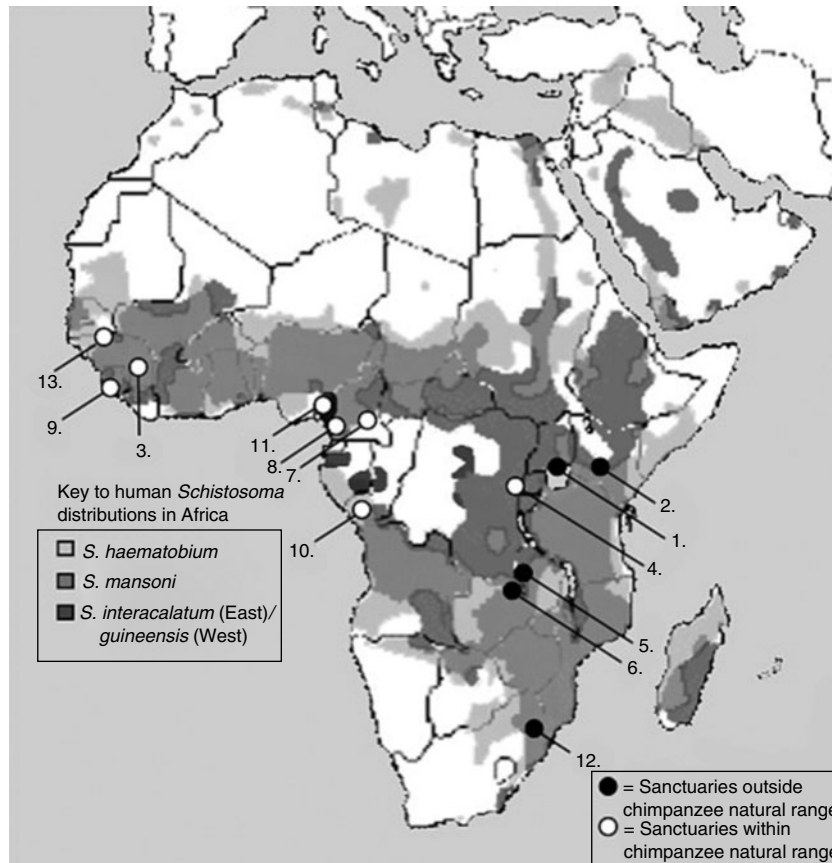 13.
9.
3.
11.
8.
7.
10.
2.
1.
4.
5.
6.
12.
Key to human Schistosoma
distributions in Africa
S. haematobium
S. mansoni
S. interacalatum (East)/
guineensis (West)
= Sanctuaries outside
chimpanzee natural range
= Sanctuaries within
chimpanzee natural range